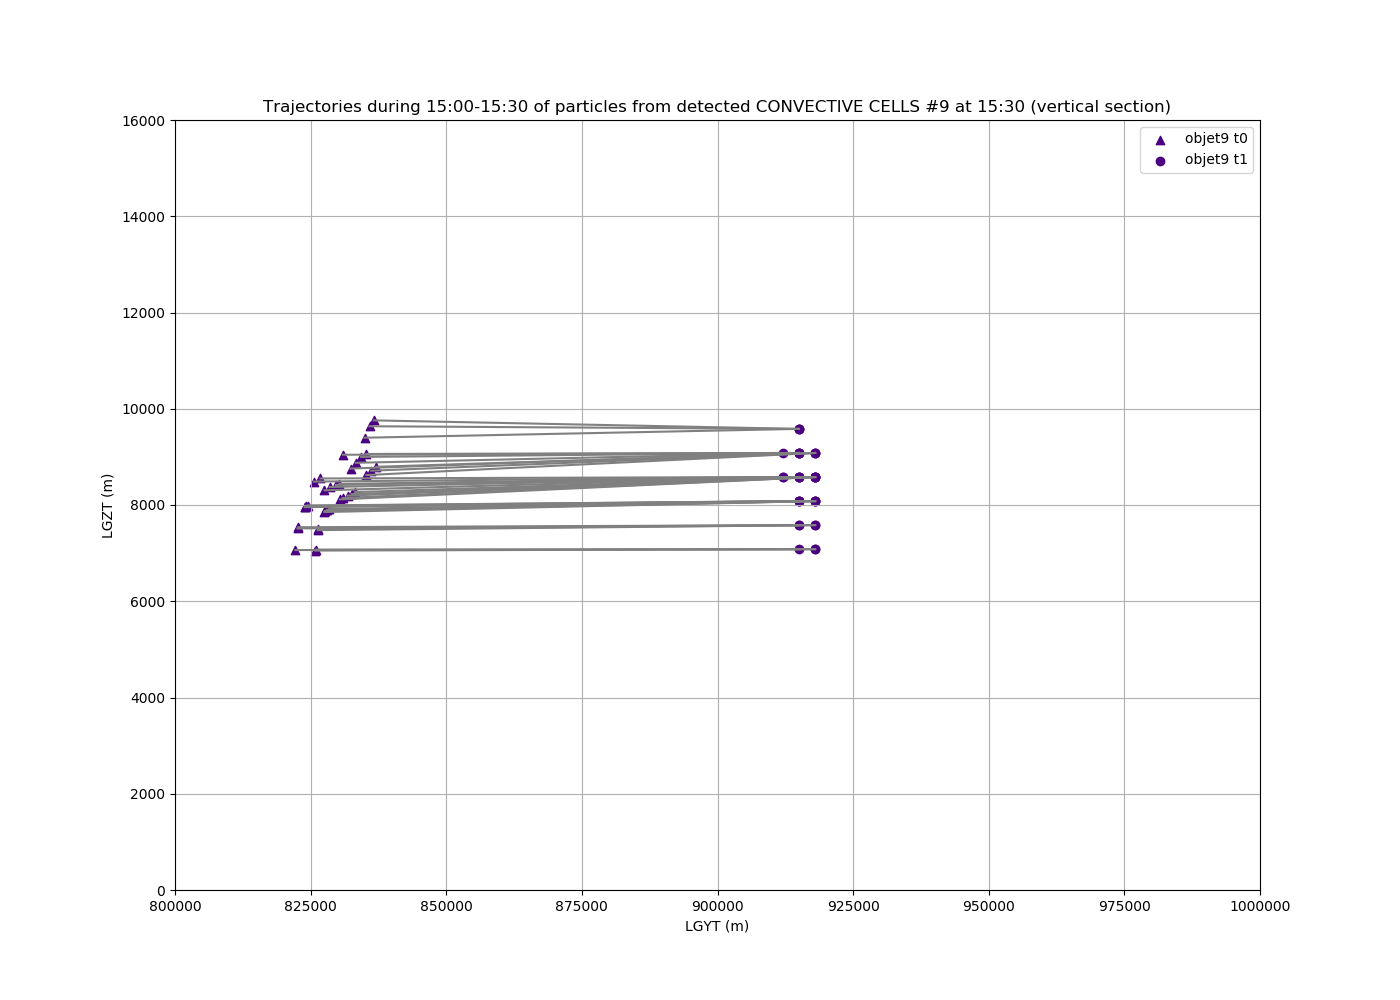 Trajectories during 15:00-15:30 of particles from detected CONVECTIVE CELLS #9 at 15:30 (vertical section)
objet9 t0
objet9 t1
16000
14000
12000
10000
8000
6000
4000
2000
0
LGZT (m)
800000 825000 850000 875000 900000 925000 950000 975000 1000000
LGYT (m)